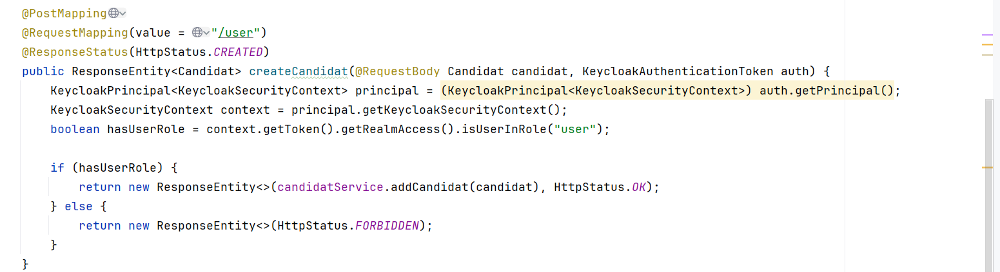 @PostMapping
@RequestMapping(value = "/user")
@ResponseStatus(HttpStatus.CREATED)
public ResponseEntity<Candidat> createCandidat(@RequestBody Candidat candidat, KeycloakAuthenticationToken auth) {
    KeycloakPrincipal<KeycloakSecurityContext> principal = (KeycloakPrincipal<KeycloakSecurityContext>) auth.getPrincipal();
    KeycloakSecurityContext context = principal.getKeycloakSecurityContext();
    boolean hasUserRole = context.getToken().getRealmAccess().isUserInRole("user");
    if (hasUserRole) {
        return new ResponseEntity<>(candidatService.addCandidat(candidat), HttpStatus.OK);
    } else {
        return new ResponseEntity<>(HttpStatus.FORBIDDEN);
    }
}